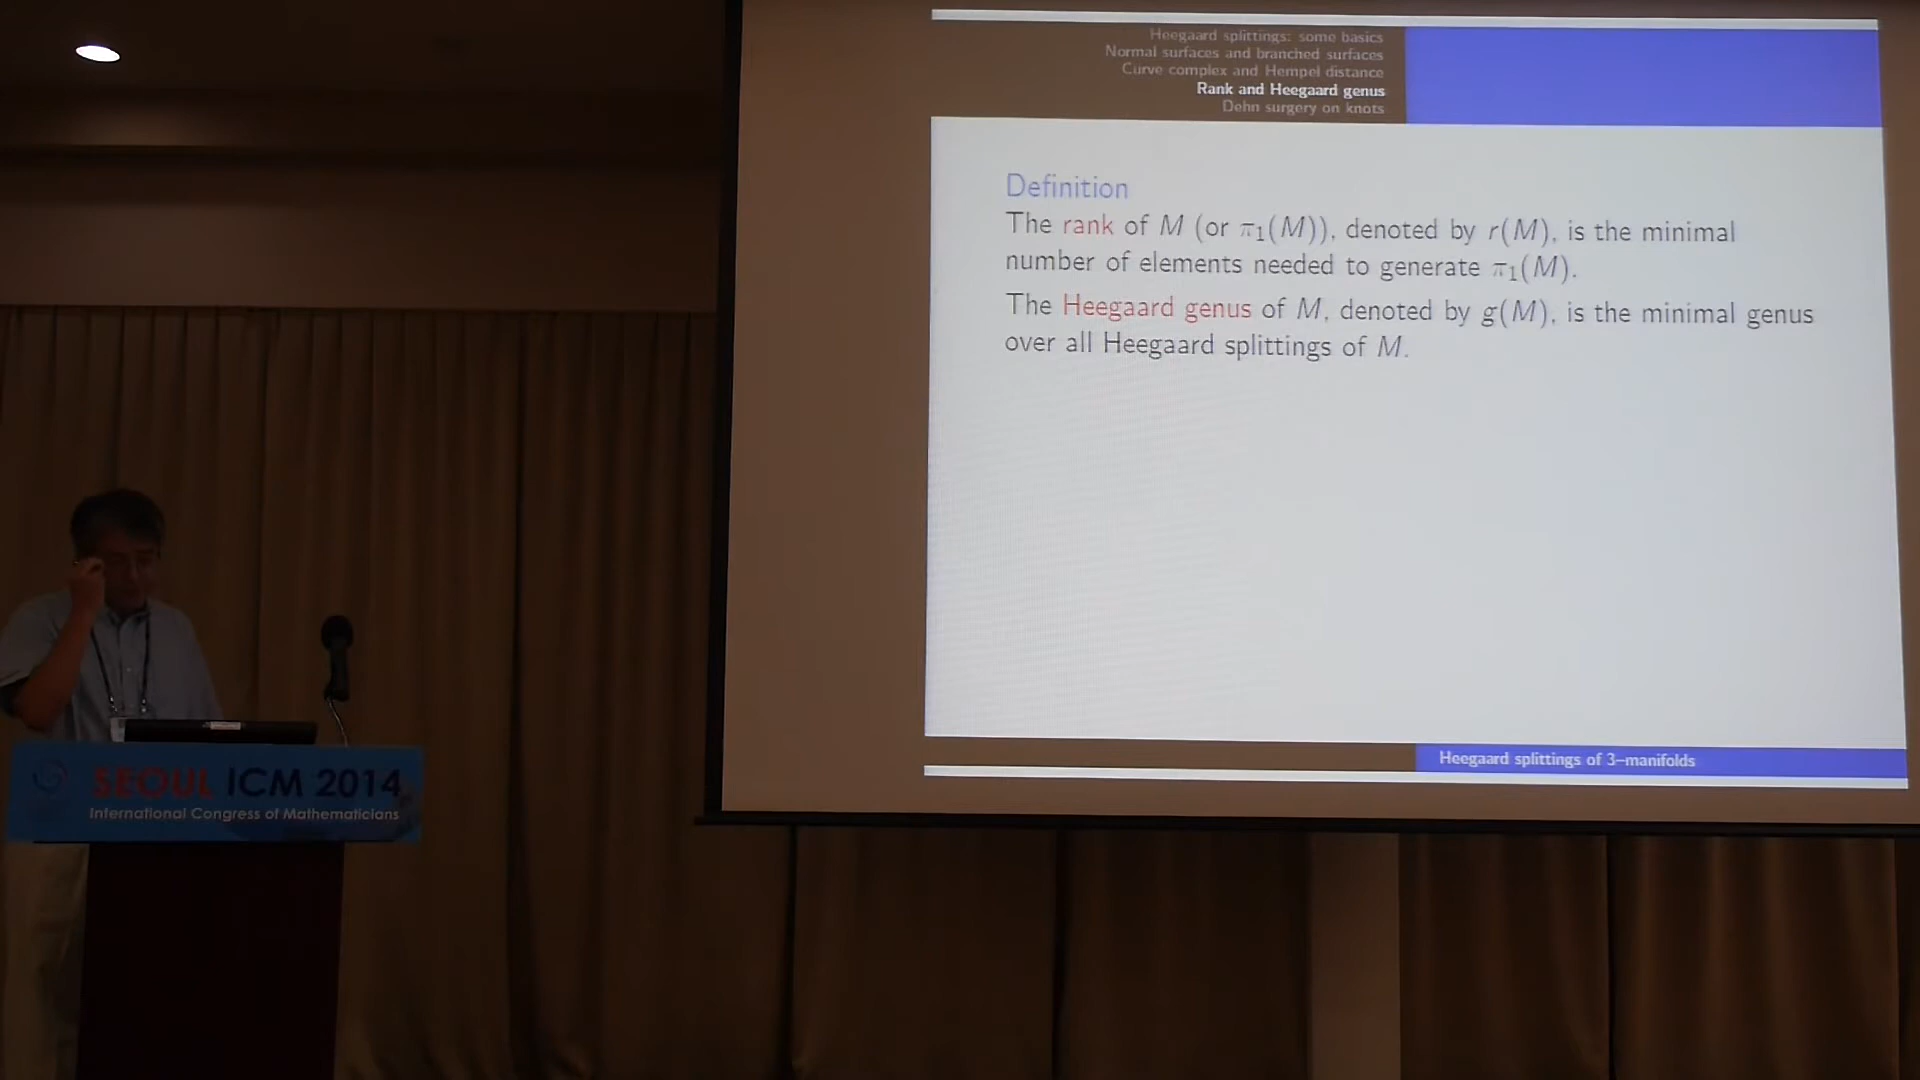 Heegaard splittings: some basics
Normal surfaces and branched surfaces
Curve complex and Hempel distance
Rank and Heegaard genus
Dehn surgery on knots
Definition
The rank of M (or π₁(M)), denoted by r(M), is the minimal
number of elements needed to generate π₁(M).
The Heegaard genus of M, denoted by g(M), is the minimal genus
over all Heegaard splittings of M.
Heegaard splittings of 3–manifolds
SEOUL ICM 2014
International Congress of Mathematicians